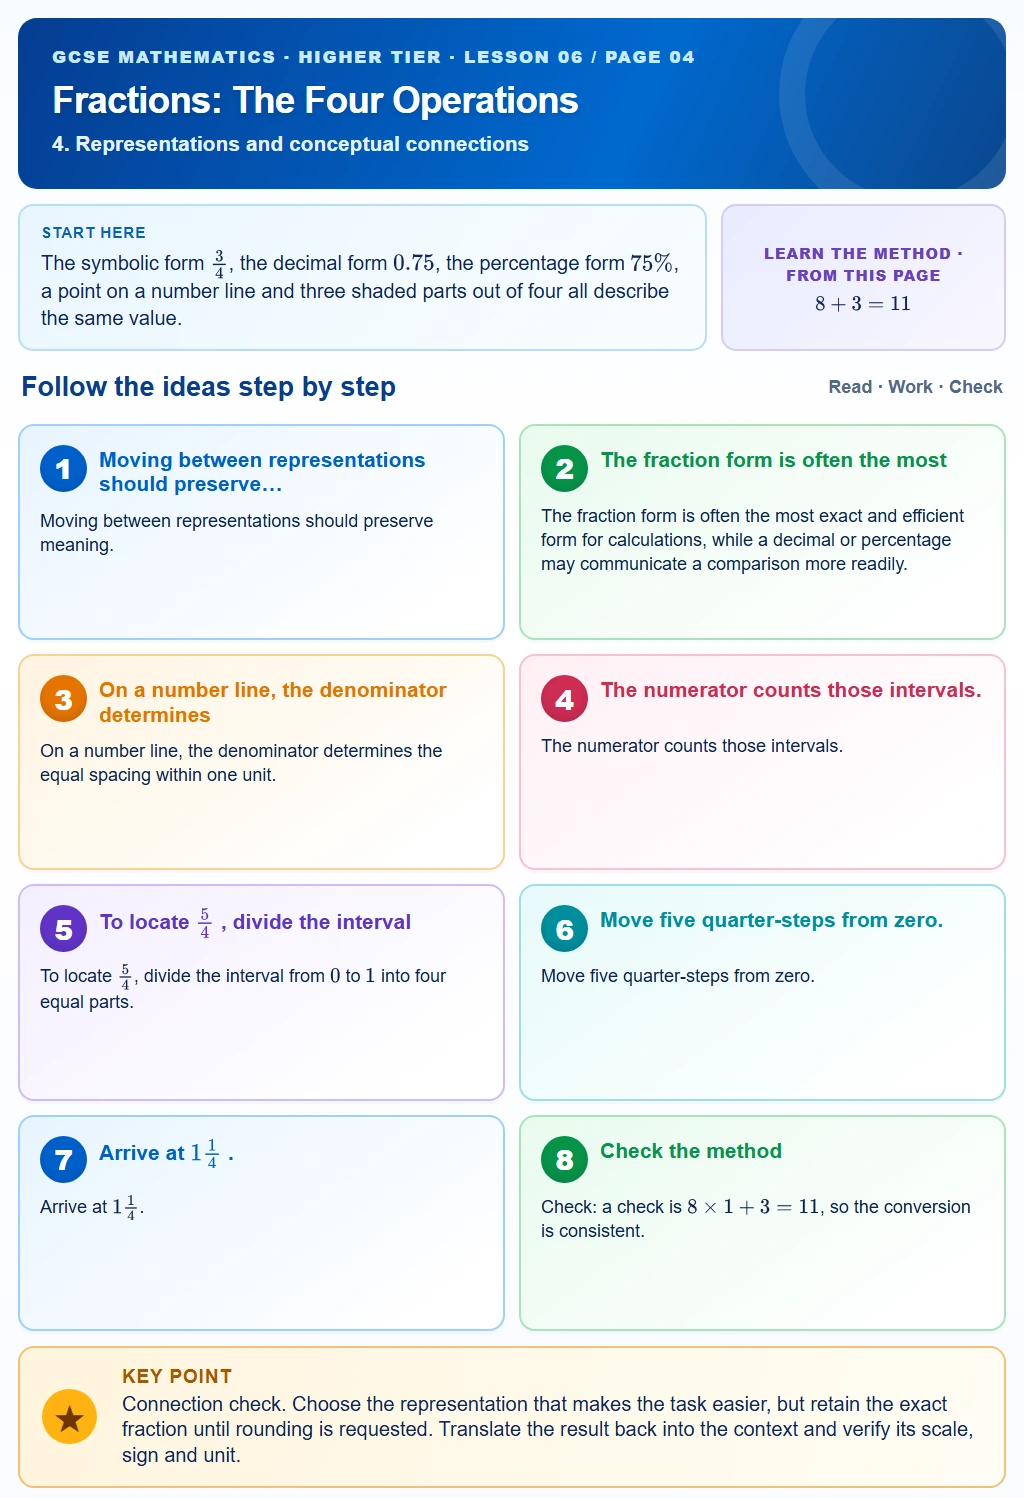 GCSE MATHEMATICS · HIGHER TIER · LESSON 06 / PAGE 04
Fractions: The Four Operations
4. Representations and conceptual connections
START HERE
The symbolic form 3/4, the decimal form 0.75, the percentage form 75%,
a point on a number line and three shaded parts out of four all describe
the same value.
LEARN THE METHOD ·
FROM THIS PAGE
8 + 3 = 11
Follow the ideas step by step
Read · Work · Check
1
Moving between representations
should preserve…
Moving between representations should preserve
meaning.
2
The fraction form is often the most
The fraction form is often the most exact and efficient
form for calculations, while a decimal or percentage
may communicate a comparison more readily.
3
On a number line, the denominator
determines
On a number line, the denominator determines the
equal spacing within one unit.
4
The numerator counts those intervals.
The numerator counts those intervals.
5
To locate 5/4 , divide the interval
To locate 5/4, divide the interval from 0 to 1 into four
equal parts.
6
Move five quarter-steps from zero.
Move five quarter-steps from zero.
7
Arrive at 1 1/4 .
Arrive at 1 1/4.
8
Check the method
Check: a check is 8 × 1 + 3 = 11, so the conversion
is consistent.
KEY POINT
Connection check. Choose the representation that makes the task easier, but retain the exact
fraction until rounding is requested. Translate the result back into the context and verify its scale,
sign and unit.